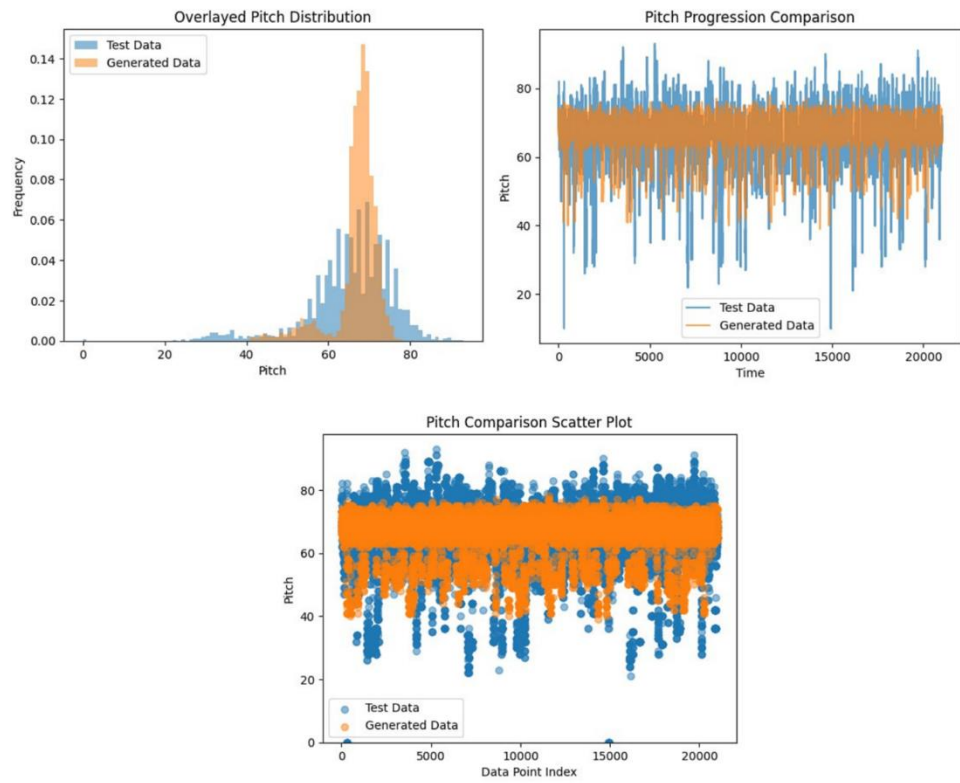 Overlayed Pitch Distribution
Test Data
Generated Data
0.14
0.12
0.10
0.08
0.06
0.04
0.02
0.00
Frequency
0 20 40 60 80
Pitch
Pitch Progression Comparison
80
60
40
20
Pitch
Test Data
Generated Data
0 5000 10000 15000 20000
Time
Pitch Comparison Scatter Plot
80
60
40
20
0
Pitch
Test Data
Generated Data
0 5000 10000 15000 20000
Data Point Index